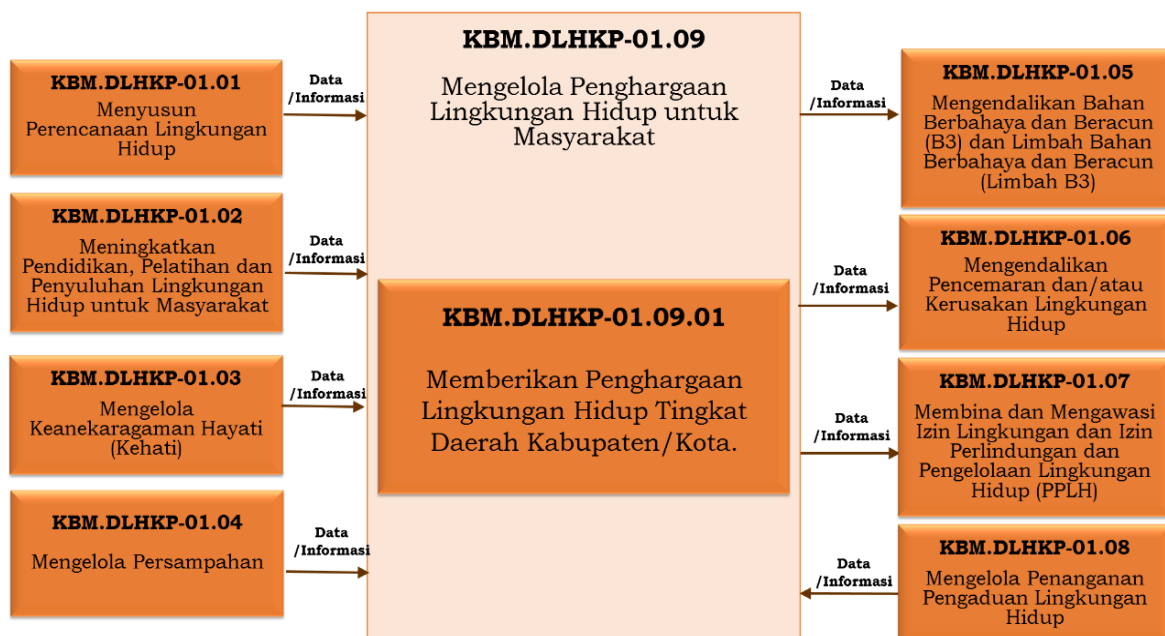 KBM.DLHKP-01.01
Menyusun
Perencanaan Lingkungan
Hidup
Data
/Informasi
KBM.DLHKP-01.02
Meningkatkan
Pendidikan, Pelatihan dan
Penyuluhan Lingkungan
Hidup untuk Masyarakat
Data
/Informasi
KBM.DLHKP-01.03
Mengelola
Keanekaragaman Hayati
(Kehati)
Data
/Informasi
KBM.DLHKP-01.04
Mengelola Persampahan
Data
/Informasi
KBM.DLHKP-01.09
Mengelola Penghargaan
Lingkungan Hidup untuk
Masyarakat
KBM.DLHKP-01.09.01
Memberikan Penghargaan
Lingkungan Hidup Tingkat
Daerah Kabupaten/Kota.
Data
/Informasi
KBM.DLHKP-01.05
Mengendalikan Bahan
Berbahaya dan Beracun
(B3) dan Limbah Bahan
Berbahaya dan Beracun
(Limbah B3)
Data
/Informasi
KBM.DLHKP-01.06
Mengendalikan
Pencemaran dan/atau
Kerusakan Lingkungan
Hidup
Data
/Informasi
KBM.DLHKP-01.07
Membina dan Mengawasi
Izin Lingkungan dan Izin
Perlindungan dan
Pengelolaan Lingkungan
Hidup (PPLH)
Data
/Informasi
KBM.DLHKP-01.08
Mengelola Penanganan
Pengaduan Lingkungan
Hidup